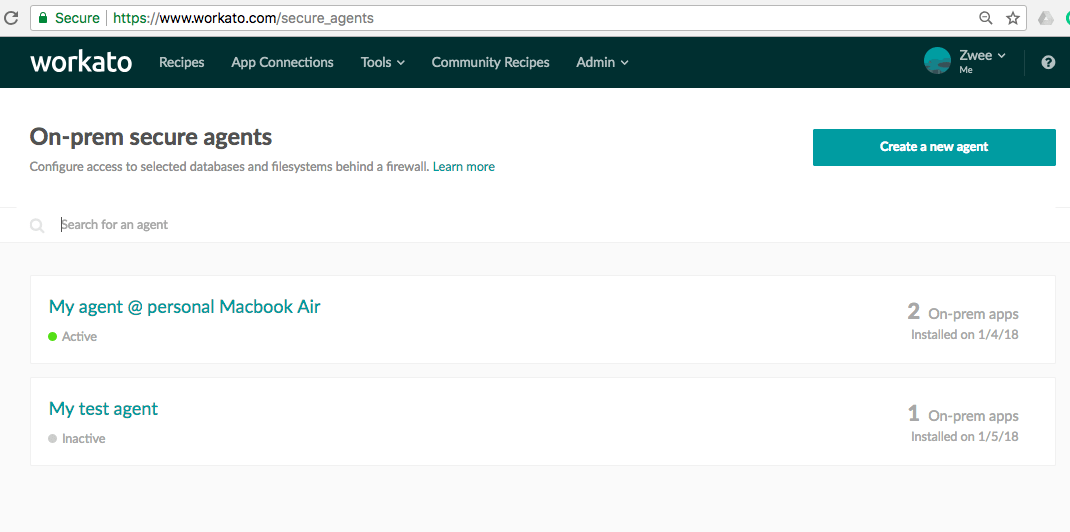 Secure https://www.workato.com/secure_agents
workato Recipes App Connections Tools Community Recipes Admin Zwee
Me
?
On-prem secure agents
Create a new agent
Configure access to selected databases and filesystems behind a firewall. Learn more
Search for an agent
My agent @ personal Macbook Air
2 On-prem apps
Active
Installed on 1/4/18
My test agent
1 On-prem apps
Inactive
Installed on 1/5/18